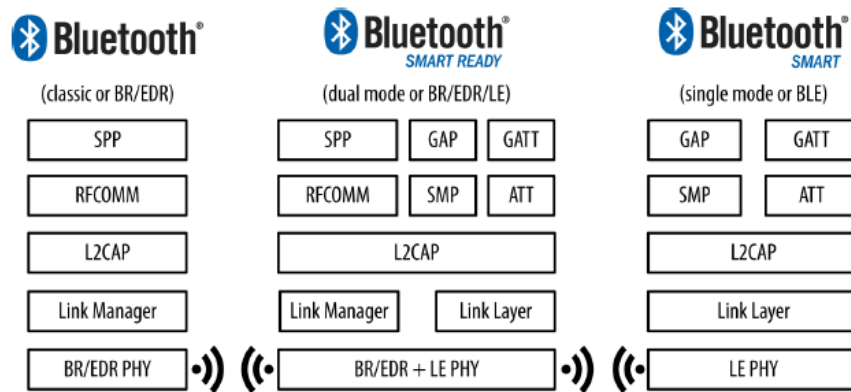 Bluetooth®
(classic or BR/EDR)
SPP
RFCOMM
L2CAP
Link Manager
BR/EDR PHY
Bluetooth®
SMART READY
(dual mode or BR/EDR/LE)
SPP GAP GATT
RFCOMM SMP ATT
L2CAP
Link Manager Link Layer
BR/EDR + LE PHY
Bluetooth®
SMART
(single mode or BLE)
GAP GATT
SMP ATT
L2CAP
Link Layer
LE PHY